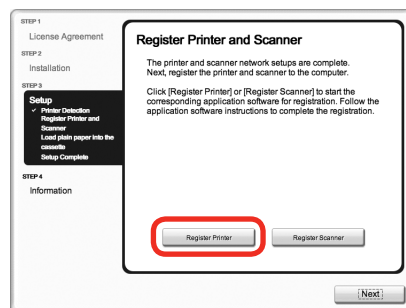 STEP 1
License Agreement
STEP 2
Installation
STEP 3
Setup
✓ Printer Detection
Register Printer and
Scanner
Load plain paper into the
cassette
Setup Complete
STEP 4
Information
Register Printer and Scanner
The printer and scanner network setups are complete.
Next, register the printer and scanner to the computer.
Click [Register Printer] or [Register Scanner] to start the
corresponding application software for registration. Follow the
application software instructions to complete the registration.
Register Printer
Register Scanner
Next